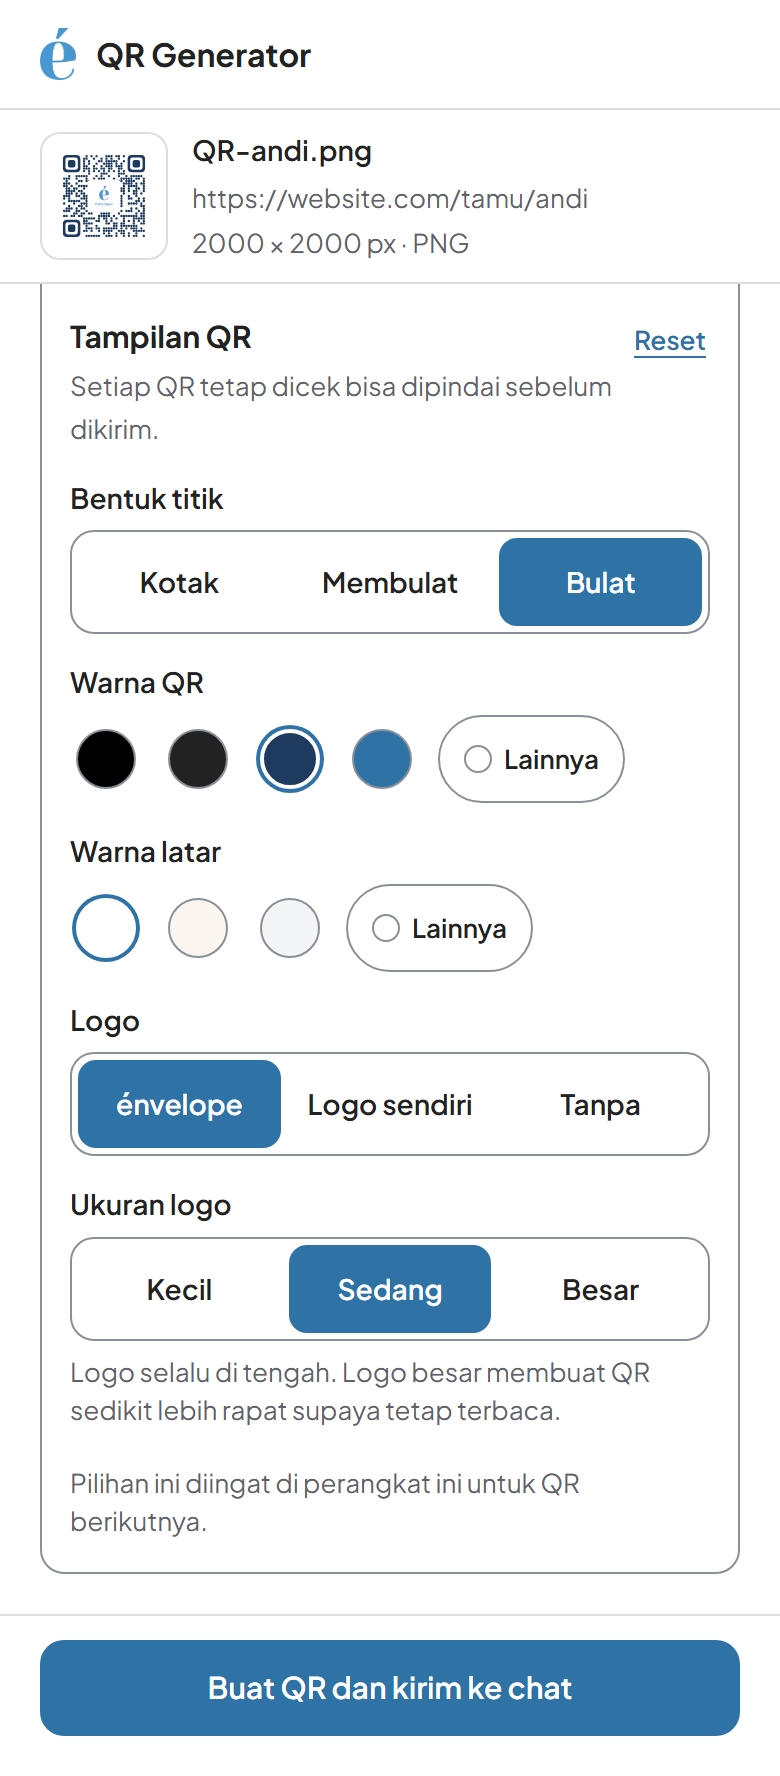 é QR Generator
QR-andi.png
https://website.com/tamu/andi
2000 × 2000 px · PNG
Tampilan QR
Reset
Setiap QR tetap dicek bisa dipindai sebelum
dikirim.
Bentuk titik
Kotak Membulat Bulat
Warna QR
Lainnya
Warna latar
Lainnya
Logo
énvelope Logo sendiri Tanpa
Ukuran logo
Kecil Sedang Besar
Logo selalu di tengah. Logo besar membuat QR
sedikit lebih rapat supaya tetap terbaca.
Pilihan ini diingat di perangkat ini untuk QR
berikutnya.
Buat QR dan kirim ke chat